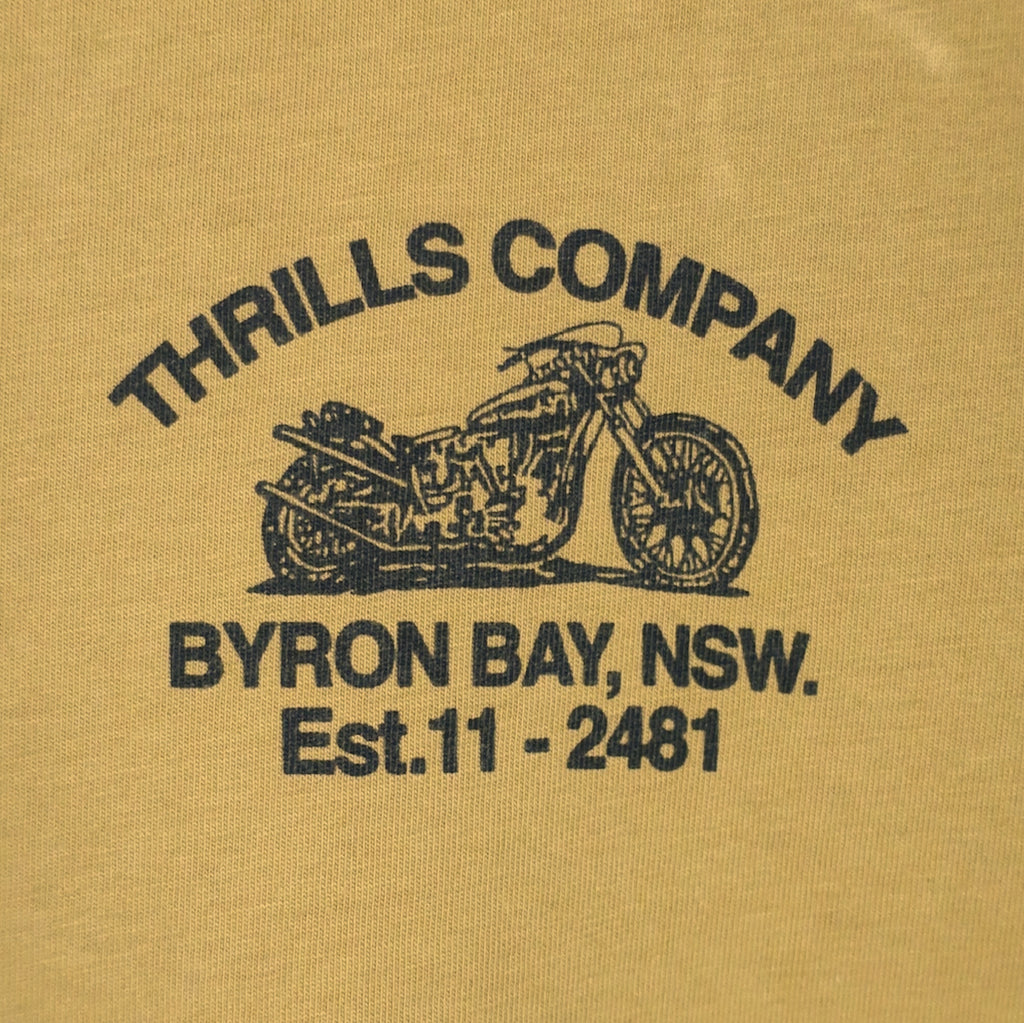 THRILLS COMPANY
BYRON BAY, NSW.
Est.11 - 2481